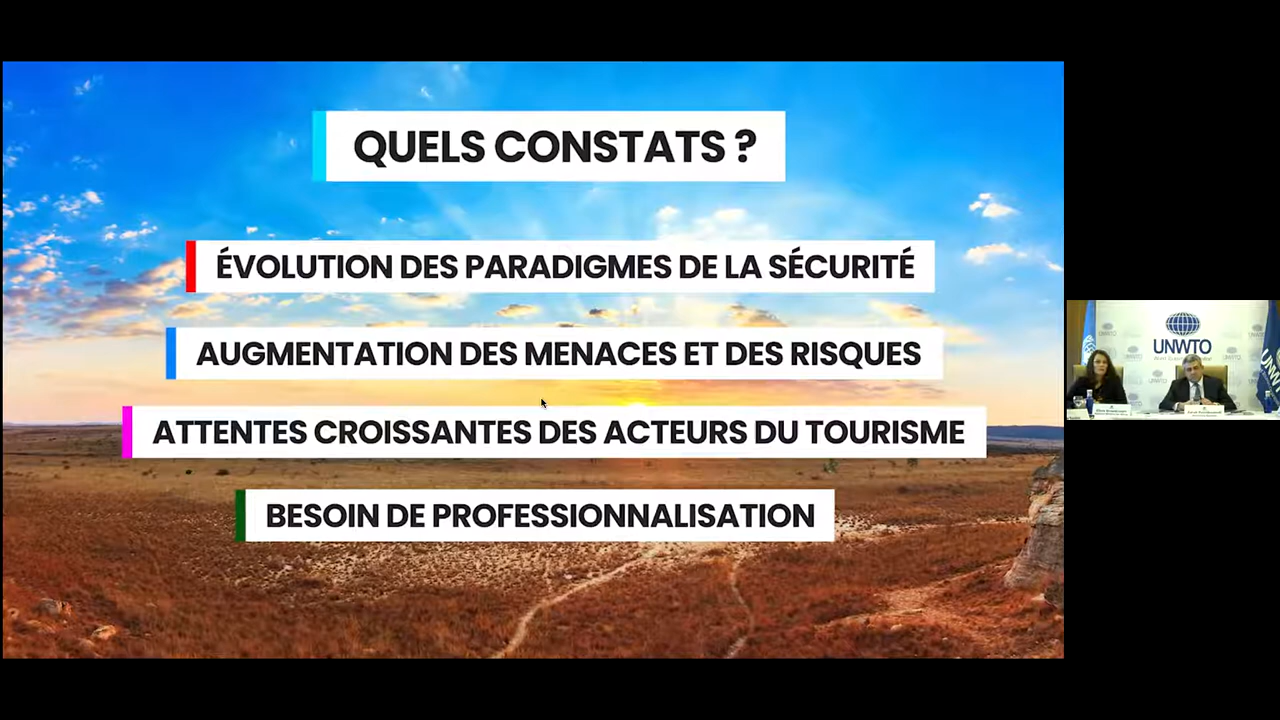 QUELS CONSTATS ?
ÉVOLUTION DES PARADIGMES DE LA SÉCURITÉ
AUGMENTATION DES MENACES ET DES RISQUES
ATTENTES CROISSANTES DES ACTEURS DU TOURISME
BESOIN DE PROFESSIONNALISATION
UNWTO